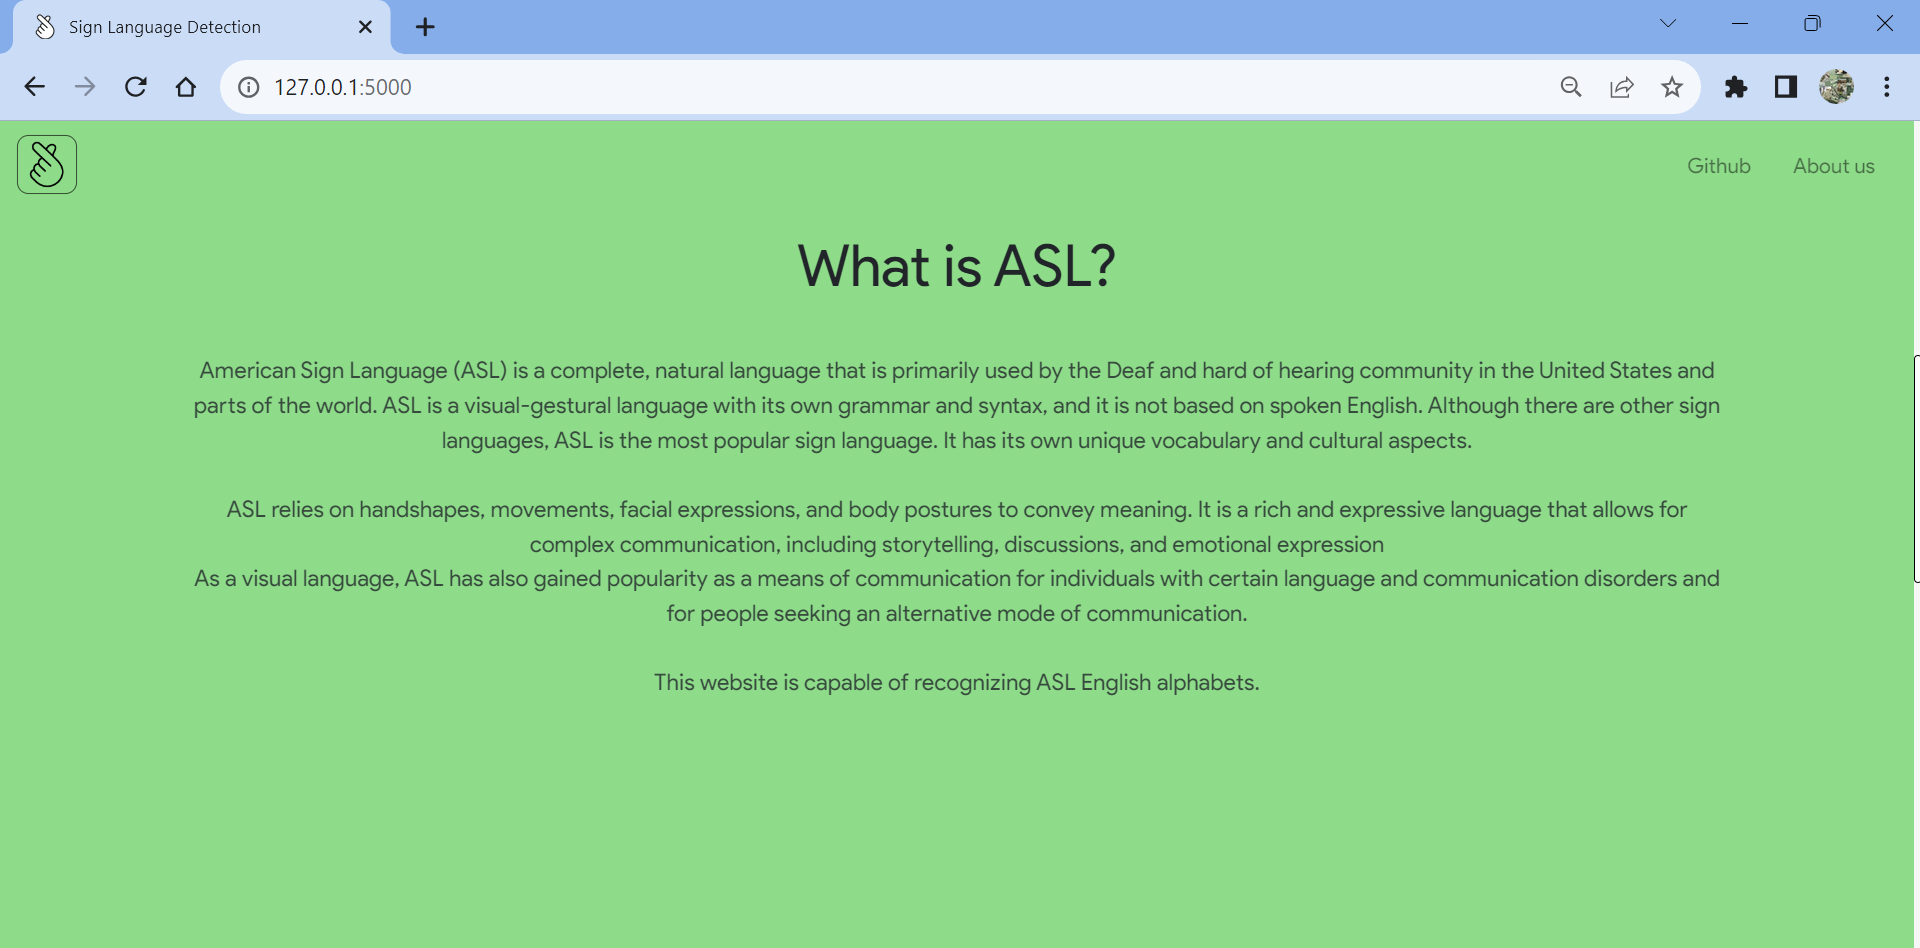 Sign Language Detection
127.0.0.1:5000
Github About us
What is ASL?
American Sign Language (ASL) is a complete, natural language that is primarily used by the Deaf and hard of hearing community in the United States and
parts of the world. ASL is a visual-gestural language with its own grammar and syntax, and it is not based on spoken English. Although there are other sign
languages, ASL is the most popular sign language. It has its own unique vocabulary and cultural aspects.
ASL relies on handshapes, movements, facial expressions, and body postures to convey meaning. It is a rich and expressive language that allows for
complex communication, including storytelling, discussions, and emotional expression
As a visual language, ASL has also gained popularity as a means of communication for individuals with certain language and communication disorders and
for people seeking an alternative mode of communication.
This website is capable of recognizing ASL English alphabets.